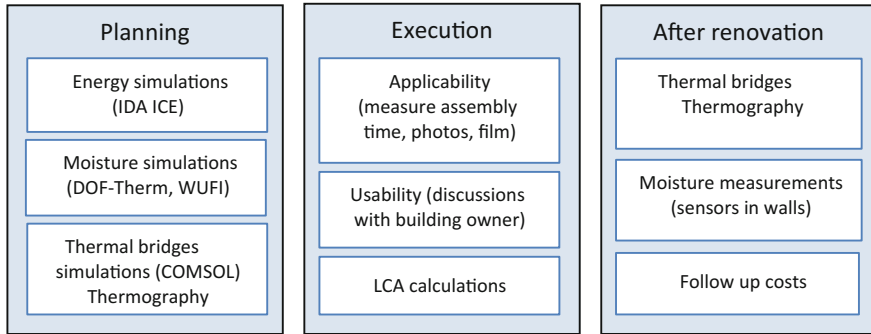 Planning
Energy simulations
(IDA ICE)
Moisture simulations
(DOF-Therm, WUFI)
Thermal bridges
simulations (COMSOL)
Thermography
Execution
Applicability
(measure assembly
time, photos, film)
Usability (discussions
with building owner)
LCA calculations
After renovation
Thermal bridges
Thermography
Moisture measurements
(sensors in walls)
Follow up costs